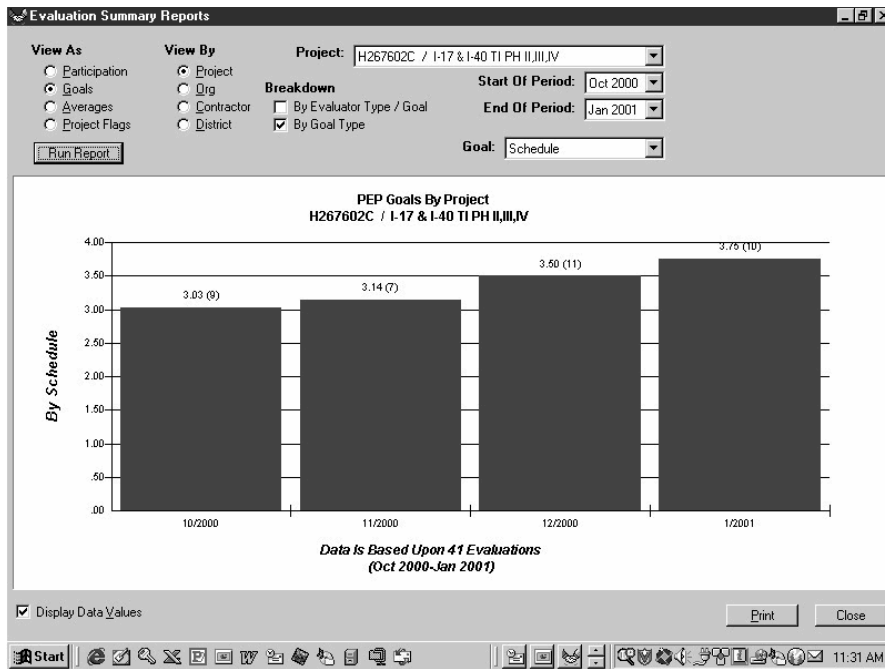 Evaluation Summary Reports
View As
Participation
Goals
Averages
Project Flags
Run Report
View By
Project
Org
Contractor
District
Breakdown
By Evaluator Type / Goal
By Goal Type
Project: H267602C / I-17 & I-40 TI PH II,III,IV
Start Of Period: Oct 2000
End Of Period: Jan 2001
Goal: Schedule
PEP Goals By Project
H267602C / I-17 & I-40 TI PH II,III,IV
By Schedule
4.00
3.50
3.00
2.50
2.00
1.50
1.00
.50
.00
3.03 (9)
3.14 (7)
3.50 (11)
3.75 (10)
10/2000
11/2000
12/2000
1/2001
Data Is Based Upon 41 Evaluations
(Oct 2000-Jan 2001)
Display Data Values
Print
Close
Start
11:31 AM